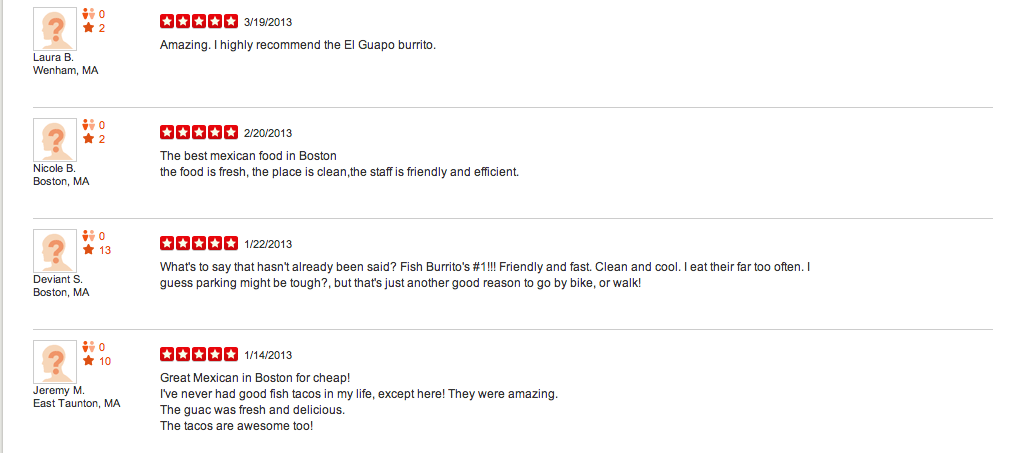 0
2
Laura B.
Wenham, MA
3/19/2013
Amazing. I highly recommend the El Guapo burrito.
0
2
Nicole B.
Boston, MA
2/20/2013
The best mexican food in Boston
the food is fresh, the place is clean,the staff is friendly and efficient.
0
13
Deviant S.
Boston, MA
1/22/2013
What's to say that hasn't already been said? Fish Burrito's #1!!! Friendly and fast. Clean and cool. I eat their far too often. I
guess parking might be tough?, but that's just another good reason to go by bike, or walk!
0
10
Jeremy M.
East Taunton, MA
1/14/2013
Great Mexican in Boston for cheap!
I've never had good fish tacos in my life, except here! They were amazing.
The guac was fresh and delicious.
The tacos are awesome too!